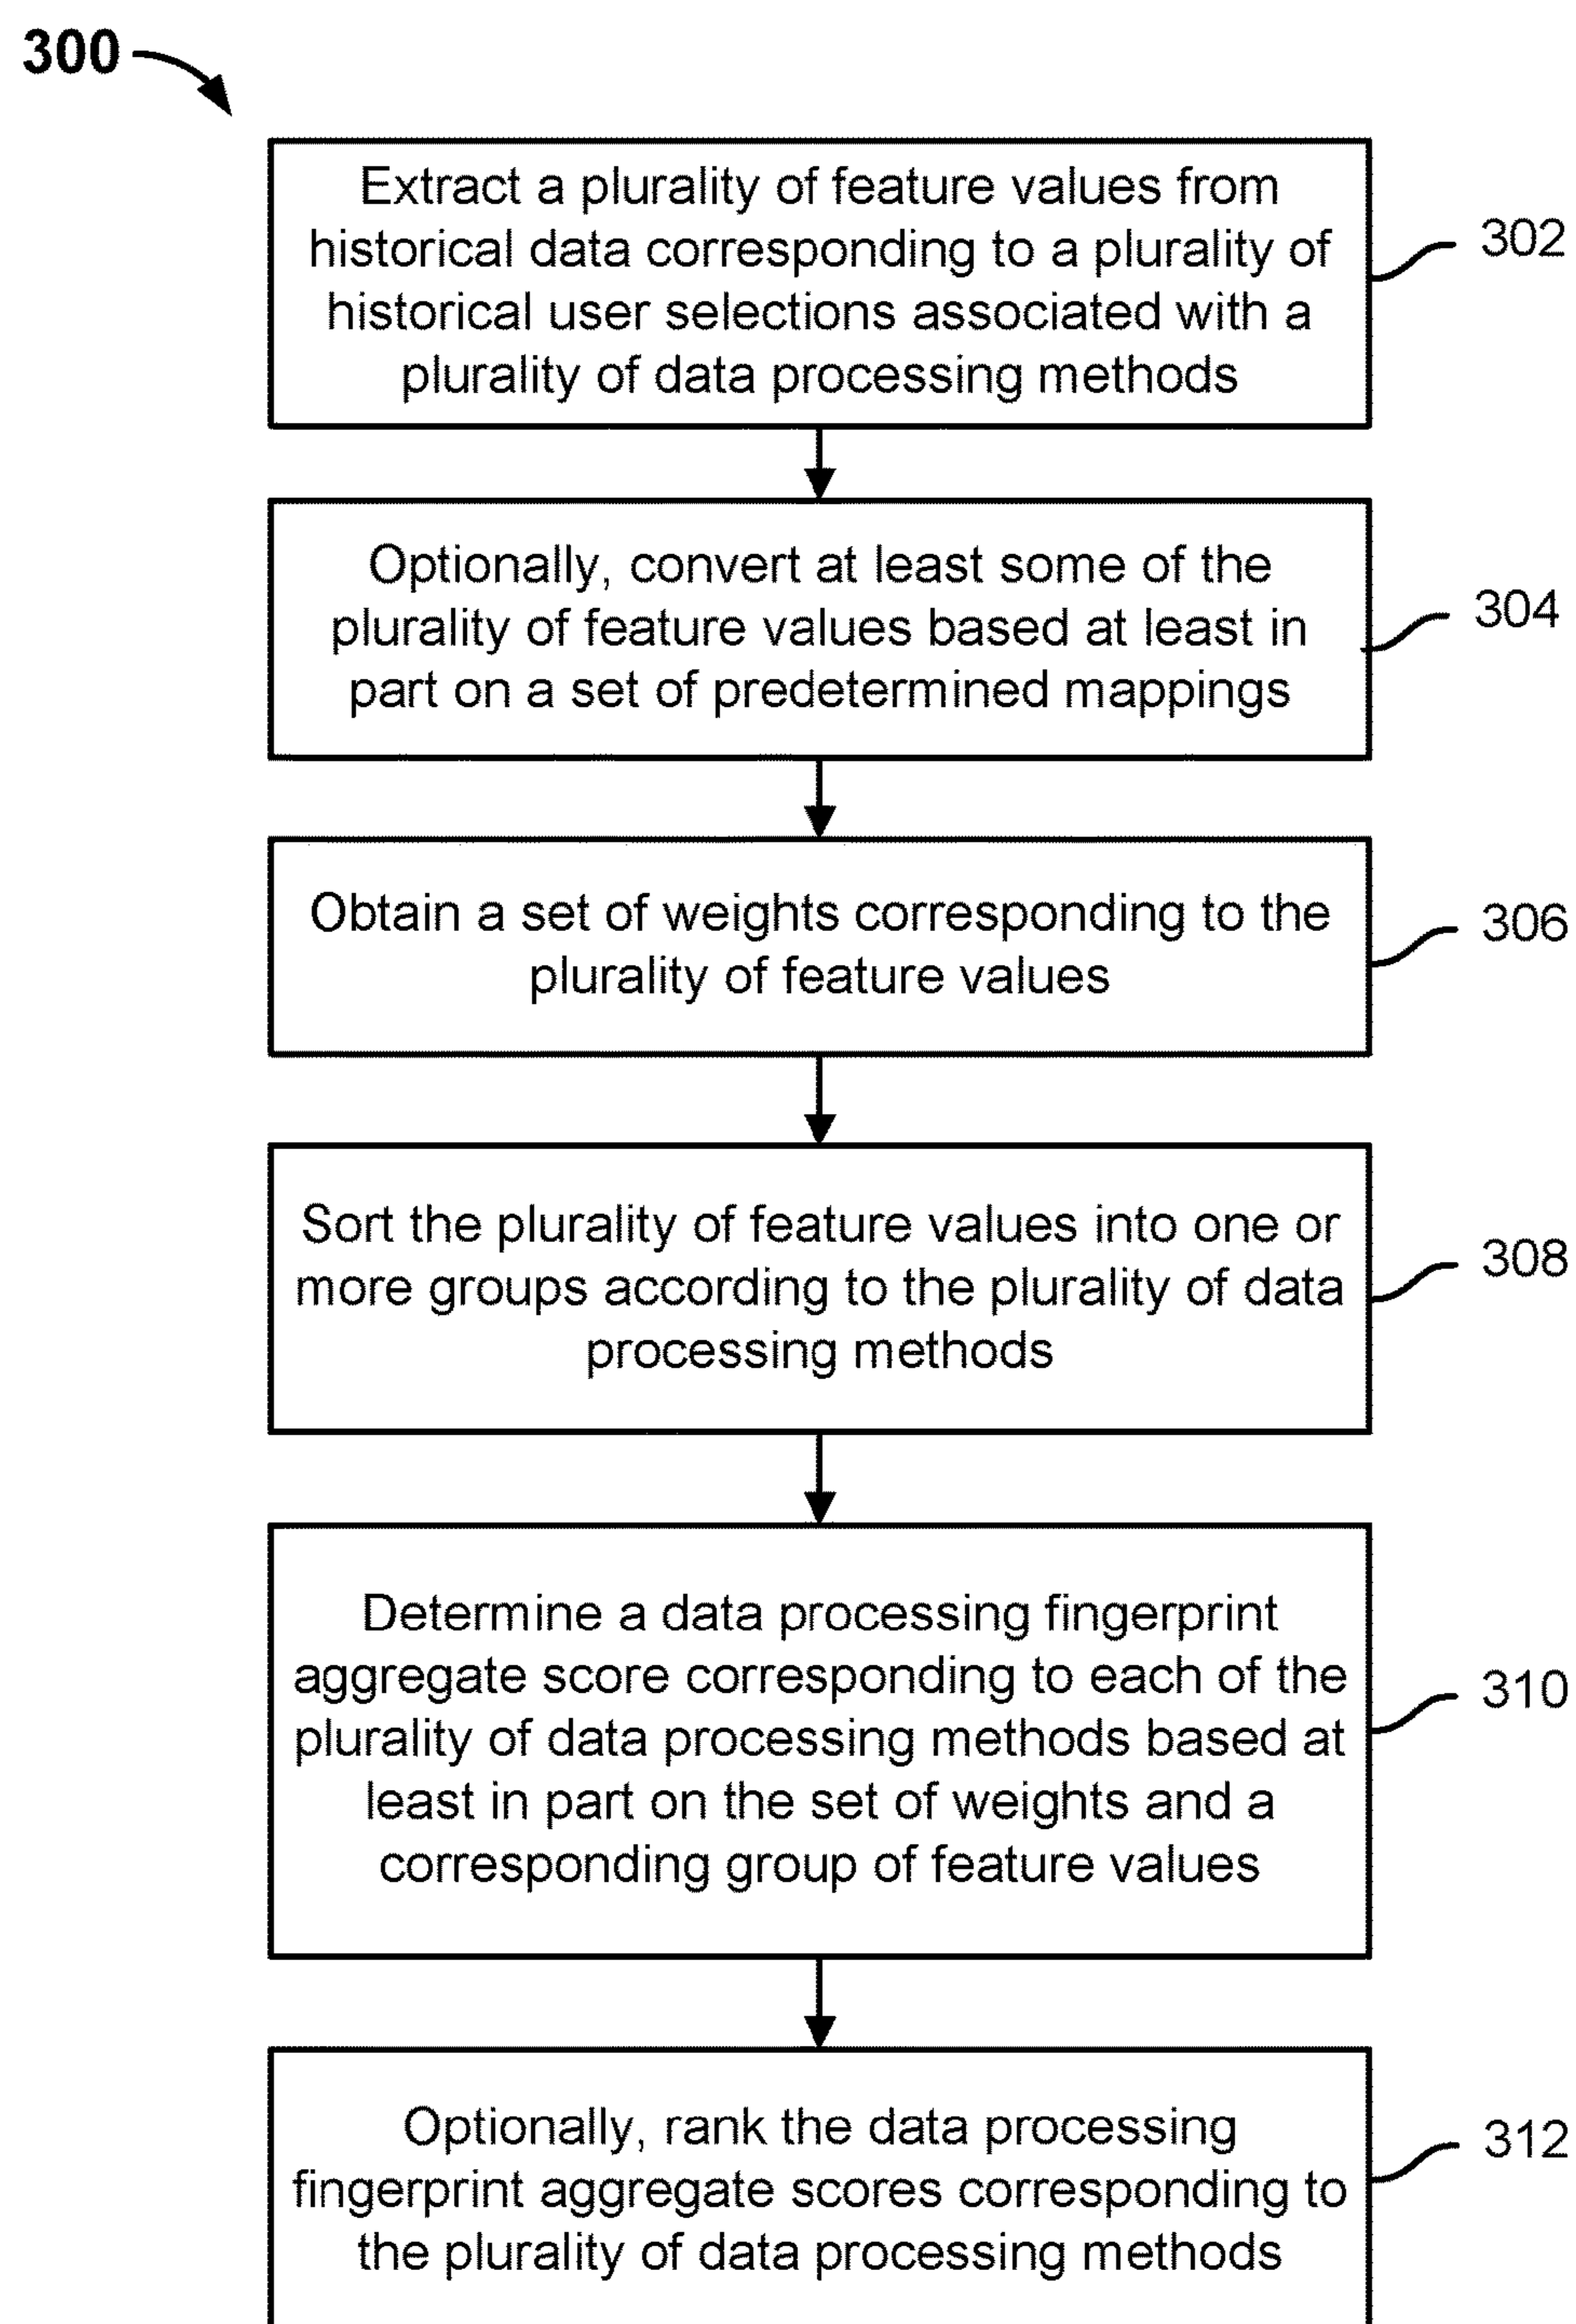 300
Extract a plurality of feature values from
historical data corresponding to a plurality of
historical user selections associated with a
plurality of data processing methods
302
Optionally, convert at least some of the
plurality of feature values based at least in
part on a set of predetermined mappings
304
Obtain a set of weights corresponding to the
plurality of feature values
306
Sort the plurality of feature values into one or
more groups according to the plurality of data
processing methods
308
Determine a data processing fingerprint
aggregate score corresponding to each of the
plurality of data processing methods based at
least in part on the set of weights and a
corresponding group of feature values
310
Optionally, rank the data processing
fingerprint aggregate scores corresponding to
the plurality of data processing methods
312